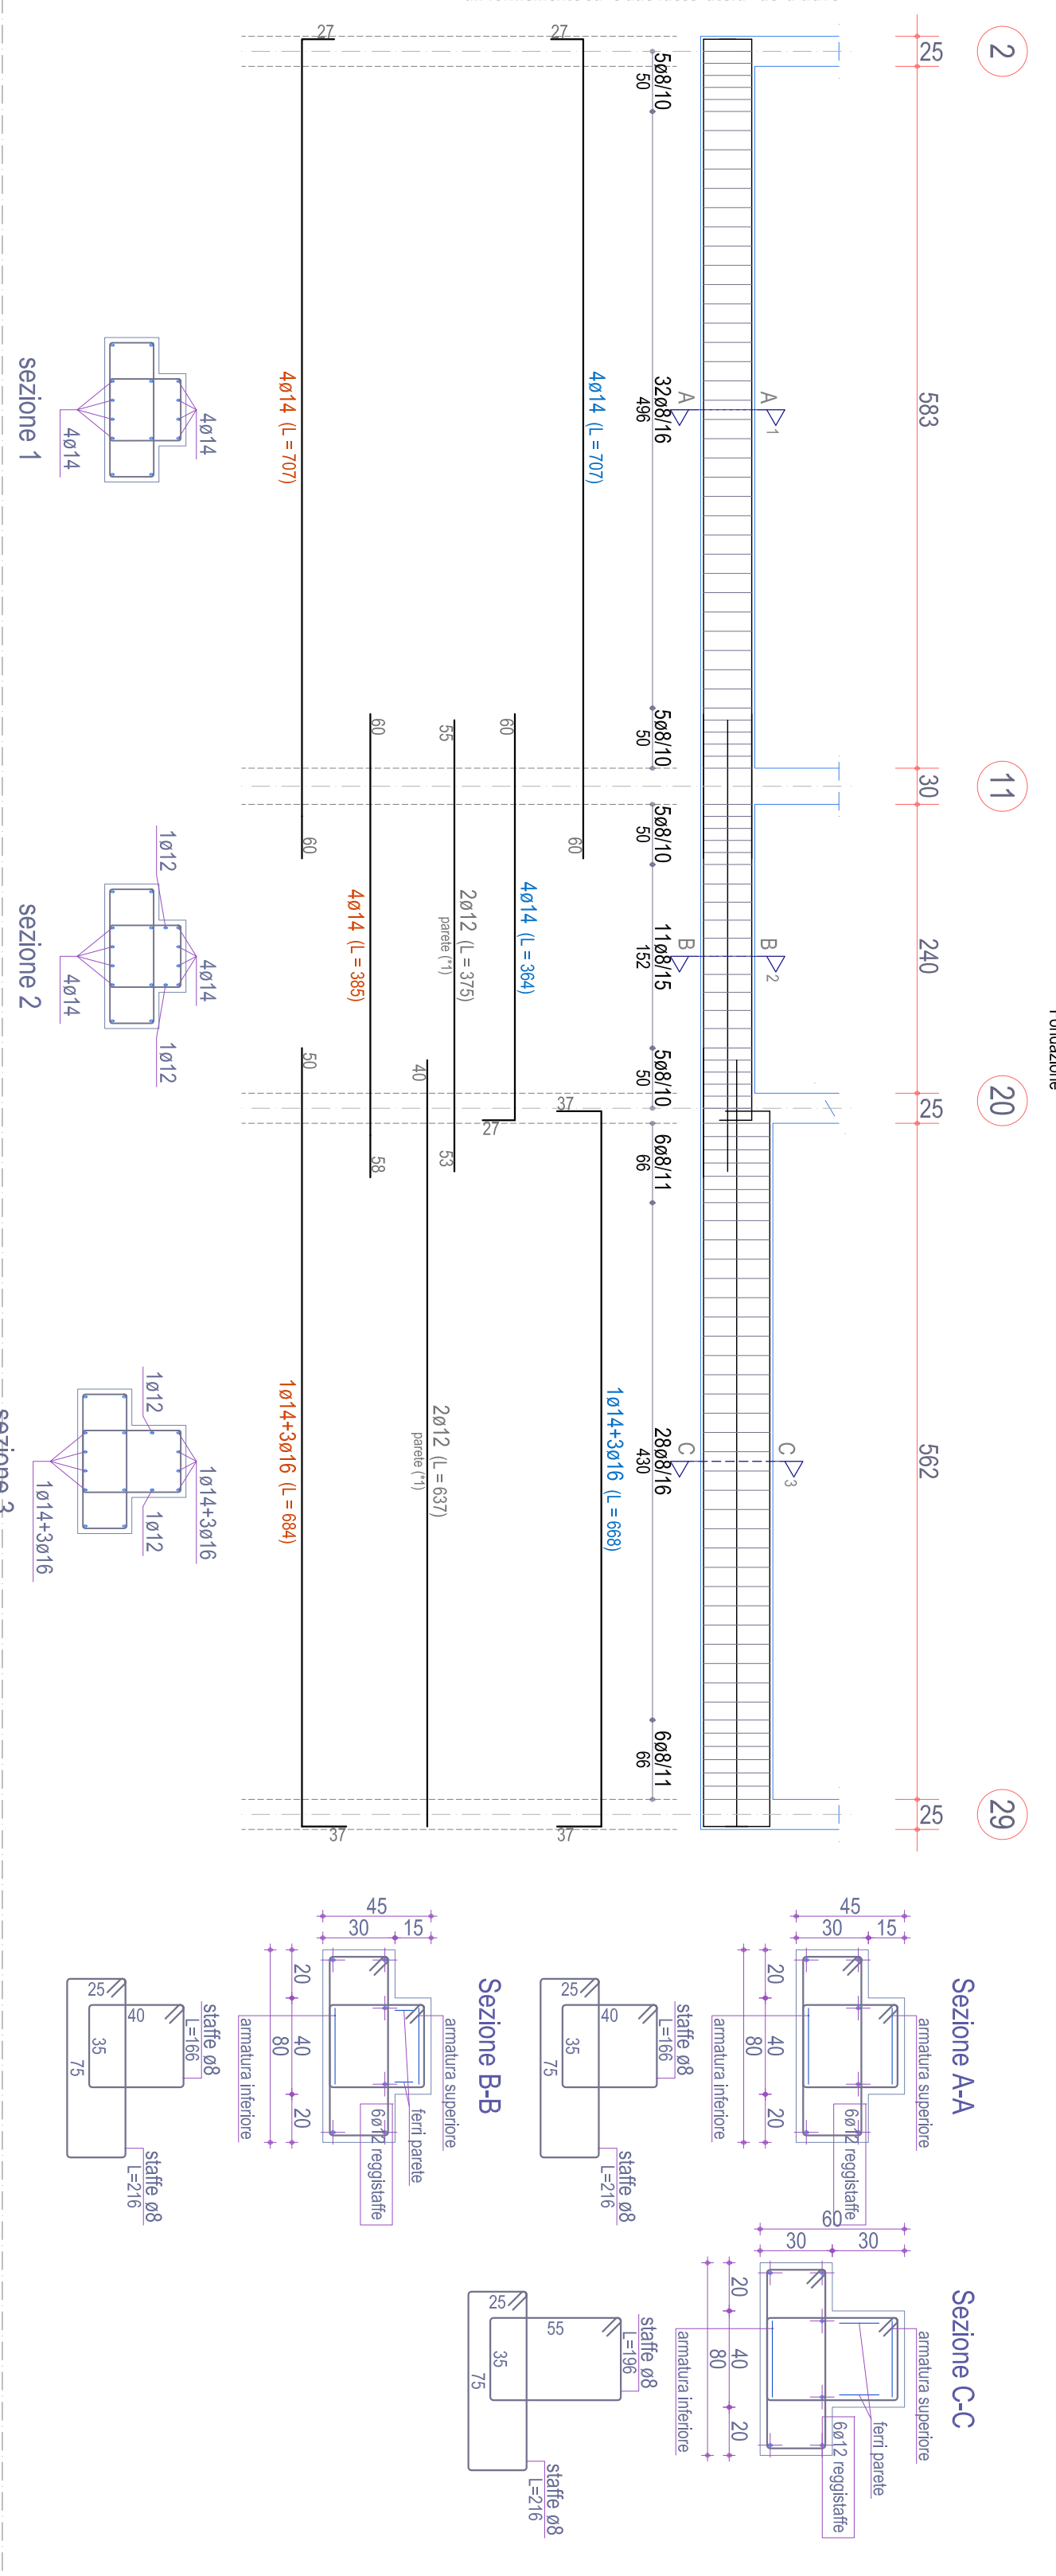 Fondazione
2
11
20
29
25
583
30
240
25
562
25
A
1
B
2
C
3
A
B
C
5ø8/10
50
32ø8/16
496
5ø8/10
50
5ø8/10
50
11ø8/15
152
5ø8/10
50
6ø8/11
66
28ø8/16
430
6ø8/11
66
37
1ø14+3ø16 (L = 668)
37
27
4ø14 (L = 707)
60
60
4ø14 (L = 364)
27
55
2ø12 (L = 375)
parete (*1)
53
40
2ø12 (L = 637)
parete (*1)
60
4ø14 (L = 385)
58
27
4ø14 (L = 707)
60
50
1ø14+3ø16 (L = 684)
37
4ø14
4ø14
sezione 1
1ø12
4ø14
4ø14
1ø12
sezione 2
1ø12
1ø14+3ø16
1ø12
1ø14+3ø16
sezione 3
Sezione A-A
armatura superiore
45
30
15
6ø12 reggistaffe
20
40
20
80
armatura inferiore
staffe ø8
L=166
40
35
25
75
staffe ø8
L=216
Sezione B-B
armatura superiore
ferri parete
45
30
15
6ø12 reggistaffe
20
40
20
80
armatura inferiore
staffe ø8
L=166
40
35
25
75
staffe ø8
L=216
Sezione C-C
armatura superiore
ferri parete
60
30
30
6ø12 reggistaffe
20
40
20
80
armatura inferiore
staffe ø8
L=196
55
35
25
75
staffe ø8
L=216